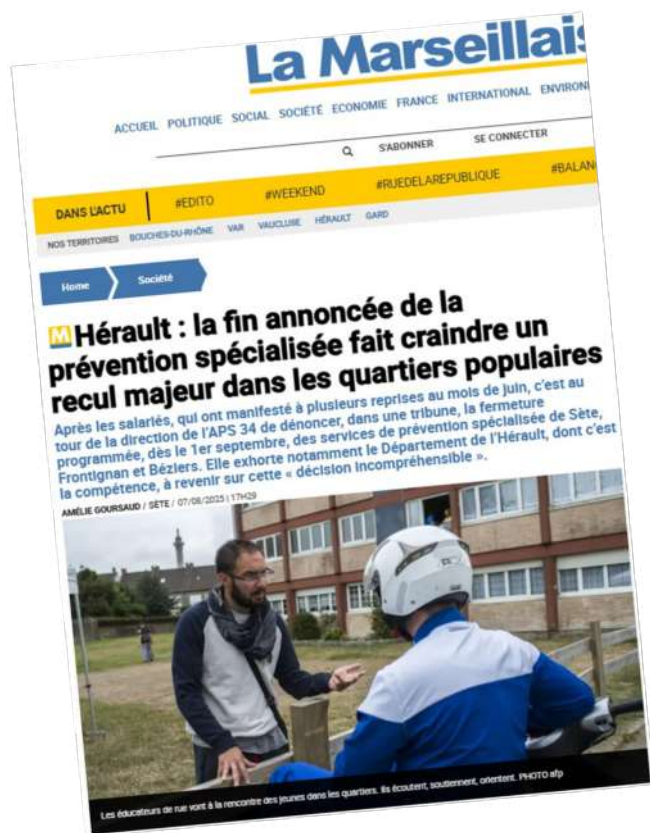 La Marseillais
ACCUEIL POLITIQUE SOCIAL SOCIÉTÉ ECONOMIE FRANCE INTERNATIONAL
S'ABONNER SE CONNECTER
DANS L'ACTU #EDITO #WEEKEND #RUEDELAREPUBLIQUE
NOS TERRITOIRES BOUCHES-DU-RHÔNE VAR VAUCLUSE HÉRAULT GARD
Home Société
M Hérault : la fin annoncée de la
prévention spécialisée fait craindre un
recul majeur dans les quartiers populaires
Après les salariés, qui ont manifesté à plusieurs reprises au mois de juin, c'est au
tour de la direction de l'APS 34 de dénoncer, dans une tribune, la fermeture
programmée, dès le 1er septembre, des services de prévention spécialisée de Sète,
Frontignan et Béziers. Elle exhorte notamment le Département de l'Hérault, dont c'est
la compétence, à revenir sur cette « décision incompréhensible ».
AMÉLIE GOURSAUD / SÈTE / 07/08/2025 | 17H29
Les éducateurs de rue vont à la rencontre des jeunes dans les quartiers. Ils écoutent, soutiennent, orientent. PHOTO afp